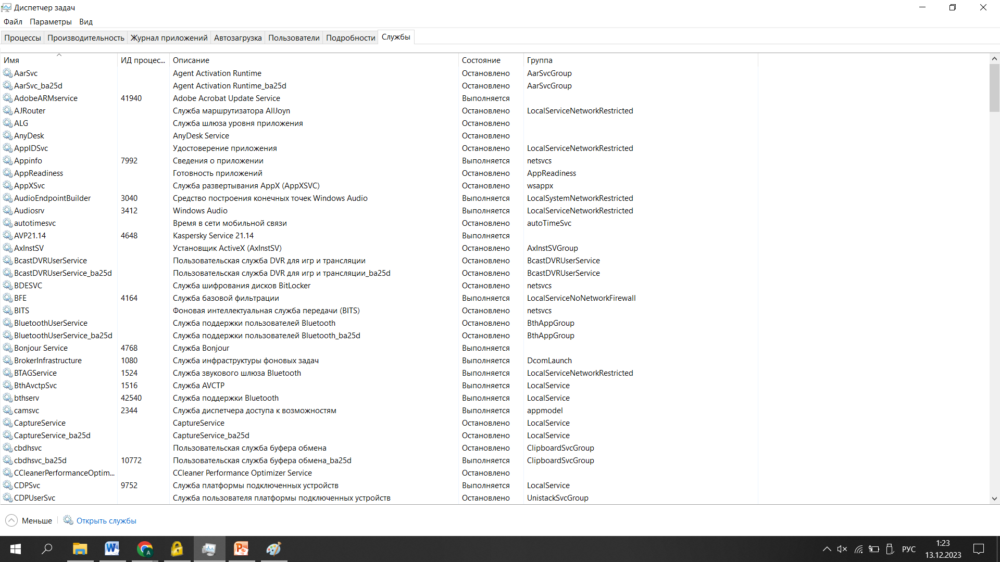 Диспетчер задач
Файл Параметры Вид
Процессы Производительность Журнал приложений Автозагрузка Пользователи Подробности Службы
Имя ИД процес... Описание Состояние Группа
AarSvc Agent Activation Runtime Остановлено AarSvcGroup
AarSvc_ba25d Agent Activation Runtime_ba25d Остановлено AarSvcGroup
AdobeARMservice 41940 Adobe Acrobat Update Service Выполняется
AJRouter Служба маршрутизатора AllJoyn Остановлено LocalServiceNetworkRestricted
ALG Служба шлюза уровня приложения Остановлено
AnyDesk AnyDesk Service Остановлено
AppIDSvc Удостоверение приложения Остановлено LocalServiceNetworkRestricted
Appinfo 7992 Сведения о приложении Выполняется netsvcs
AppReadiness Готовность приложений Остановлено AppReadiness
AppXSvc Служба развертывания AppX (AppXSVC) Остановлено wsappx
AudioEndpointBuilder 3040 Средство построения конечных точек Windows Audio Выполняется LocalSystemNetworkRestricted
Audiosrv 3412 Windows Audio Выполняется LocalServiceNetworkRestricted
autotimesvc Время в сети мобильной связи Остановлено autoTimeSvc
AVP21.14 4648 Kaspersky Service 21.14 Выполняется
AxInstSV Установщик ActiveX (AxInstSV) Остановлено AxInstSVGroup
BcastDVRUserService Пользовательская служба DVR для игр и трансляции Остановлено BcastDVRUserService
BcastDVRUserService_ba25d Пользовательская служба DVR для игр и трансляции_ba25d Остановлено BcastDVRUserService
BDESVC Служба шифрования дисков BitLocker Остановлено netsvcs
BFE 4164 Служба базовой фильтрации Выполняется LocalServiceNoNetworkFirewall
BITS Фоновая интеллектуальная служба передачи (BITS) Остановлено netsvcs
BluetoothUserService Служба поддержки пользователей Bluetooth Остановлено BthAppGroup
BluetoothUserService_ba25d Служба поддержки пользователей Bluetooth_ba25d Остановлено BthAppGroup
Bonjour Service 4768 Служба Bonjour Выполняется
BrokerInfrastructure 1080 Служба инфраструктуры фоновых задач Выполняется DcomLaunch
BTAGService 1524 Служба звукового шлюза Bluetooth Выполняется LocalServiceNetworkRestricted
BthAvctpSvc 1516 Служба AVCTP Выполняется LocalService
bthserv 42540 Служба поддержки Bluetooth Выполняется LocalService
camsvc 2344 Служба диспетчера доступа к возможностям Выполняется appmodel
CaptureService CaptureService Остановлено LocalService
CaptureService_ba25d CaptureService_ba25d Остановлено LocalService
cbdhsvc Пользовательская служба буфера обмена Остановлено ClipboardSvcGroup
cbdhsvc_ba25d 10772 Пользовательская служба буфера обмена_ba25d Выполняется ClipboardSvcGroup
CCleanerPerformanceOptim... CCleaner Performance Optimizer Service Остановлено
CDPSvc 9752 Служба платформы подключенных устройств Выполняется LocalService
CDPUserSvc Служба пользователя платформы подключенных устройств Остановлено UnistackSvcGroup
Меньше Открыть службы
РУС 1:23
13.12.2023